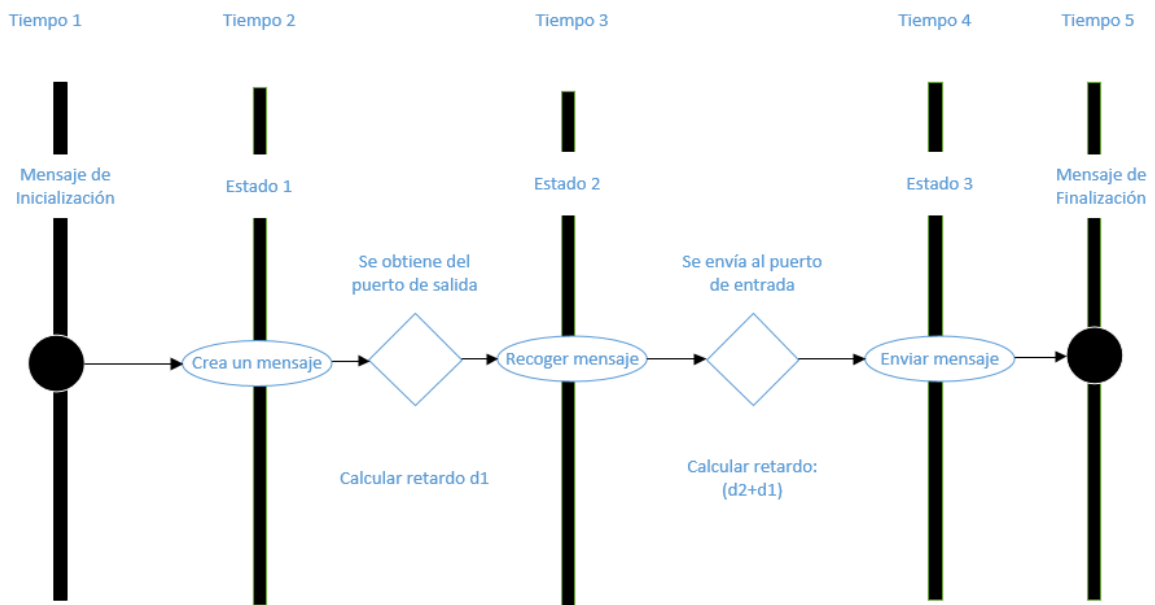 Tiempo 1
Tiempo 2
Tiempo 3
Tiempo 4
Tiempo 5
Mensaje de
Inicialización
Estado 1
Estado 2
Estado 3
Mensaje de
Finalización
Se obtiene del
puerto de salida
Se envía al puerto
de entrada
Crea un mensaje
Recoger mensaje
Enviar mensaje
Calcular retardo d1
Calcular retardo:
(d2+d1)